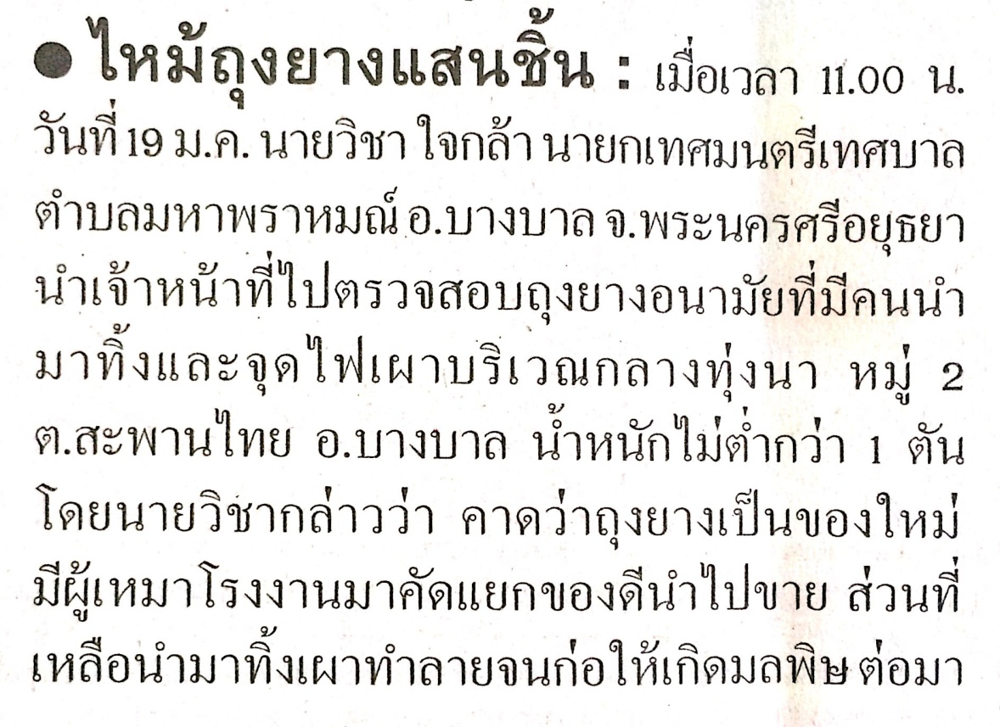 ● ไหม้ถุงยางแสนชิ้น : เมื่อเวลา 11.00 น.
วันที่ 19 ม.ค. นายวิชา ใจกล้า นายกเทศมนตรีเทศบาล
ตำบลมหาพราหมณ์ อ.บางบาล จ.พระนครศรีอยุธยา
นำเจ้าหน้าที่ไปตรวจสอบถุงยางอนามัยที่มีคนนำ
มาทิ้งและจุดไฟเผาบริเวณกลางทุ่งนา หมู่ 2
ต.สะพานไทย อ.บางบาล น้ำหนักไม่ต่ำกว่า 1 ตัน
โดยนายวิชากล่าวว่า คาดว่าถุงยางเป็นของใหม่
มีผู้เหมาโรงงานมาคัดแยกของดีนำไปขาย ส่วนที่
เหลือนำมาทิ้งเผาทำลายจนก่อให้เกิดมลพิษ ต่อมา